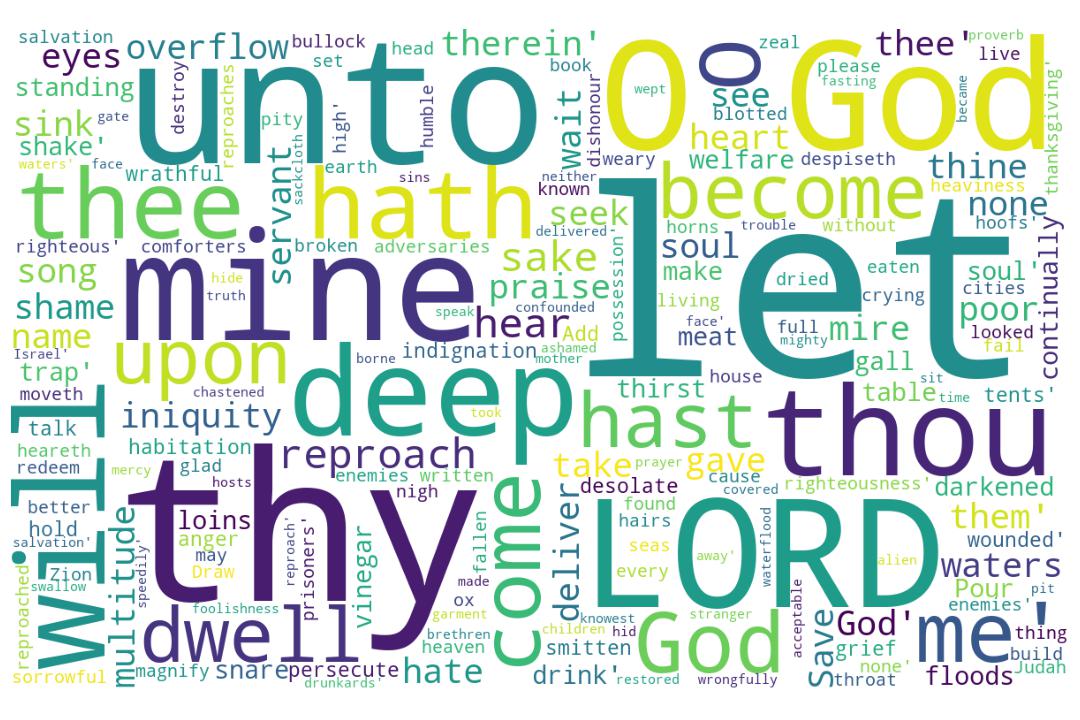 salvation
eyes
overflow
bullock
head
therein'
zeal
thee'
proverb
live
standing
unto
set
book
O God
O
see
please
fasting
wept
blotted
became
sink
gate
destroy
reproaches
pity
high'
humble
wait
dishonour
heart
thanksgiving'
shake'
waters'
face
wrathful
servant
sackcloth
earth
sins
neither
weary
welfare
despiseth
thine
heaviness
thee
hath
known
let
become
none
righteous'
comforters
broken
adversaries
delivered
seek
horns
trouble
without
hoofs'
continually
song
mine
hide
truth
sake
praise
possession
soul
make
dried
eaten
soul'
cities
shame
speak
hear
confounded
living
crying
poor
name
Add
face'
meat
full
mighty
mire
looked
fail
Israel'
trap'
upon
borne
indignation
ashamed
mother
gall
moveth
chastened
deep
thirst
house
table
sit
time
tents'
will
talk
iniquity
took
hast
thou
heareth
habitation
reproach
redeem
mercy
glad
hosts
enemies
written
take
prayer
gave
cause
covered
righteousness'
darkened
better
thy
nigh
come
desolate
found
LORD
hold
multitude
loins
anger
fallen
deliver
hairs
them'
salvation'
speedily'
may
reproach'
prisoners'
vinegar
seas
away'
waterflood
alien
wounded'
Zion
Draw
made
every
waters
swallow
ox
Pour
pit
reproached
foolishness
garment
children
hid
knowest
stranger
acceptable
Save
enemies'
dwell
brethren
heaven
smitten
God
God'
me'
thing
grief
build
sorrowful
magnify
snare
persecute
drunkards'
hate
drink'
restored
wrongfully
throat
none'
floods
Judah